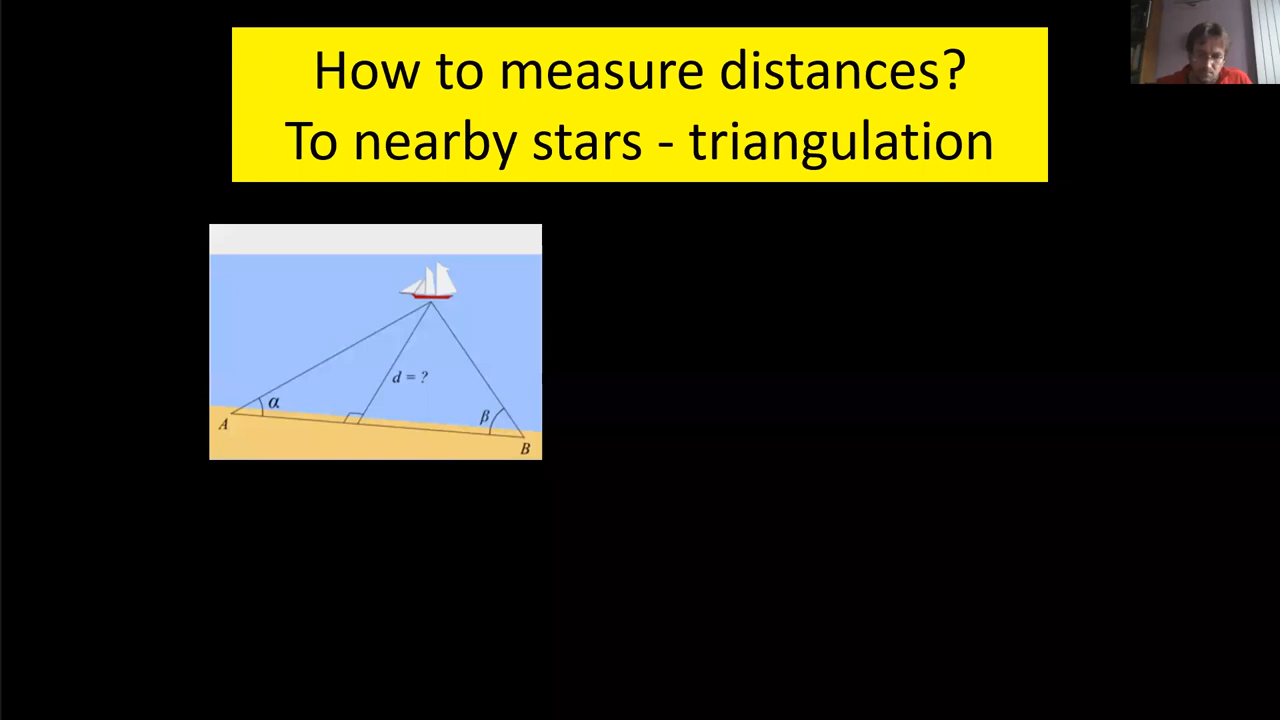 How to measure distances?
To nearby stars - triangulation
d = ?
α
β
A
B